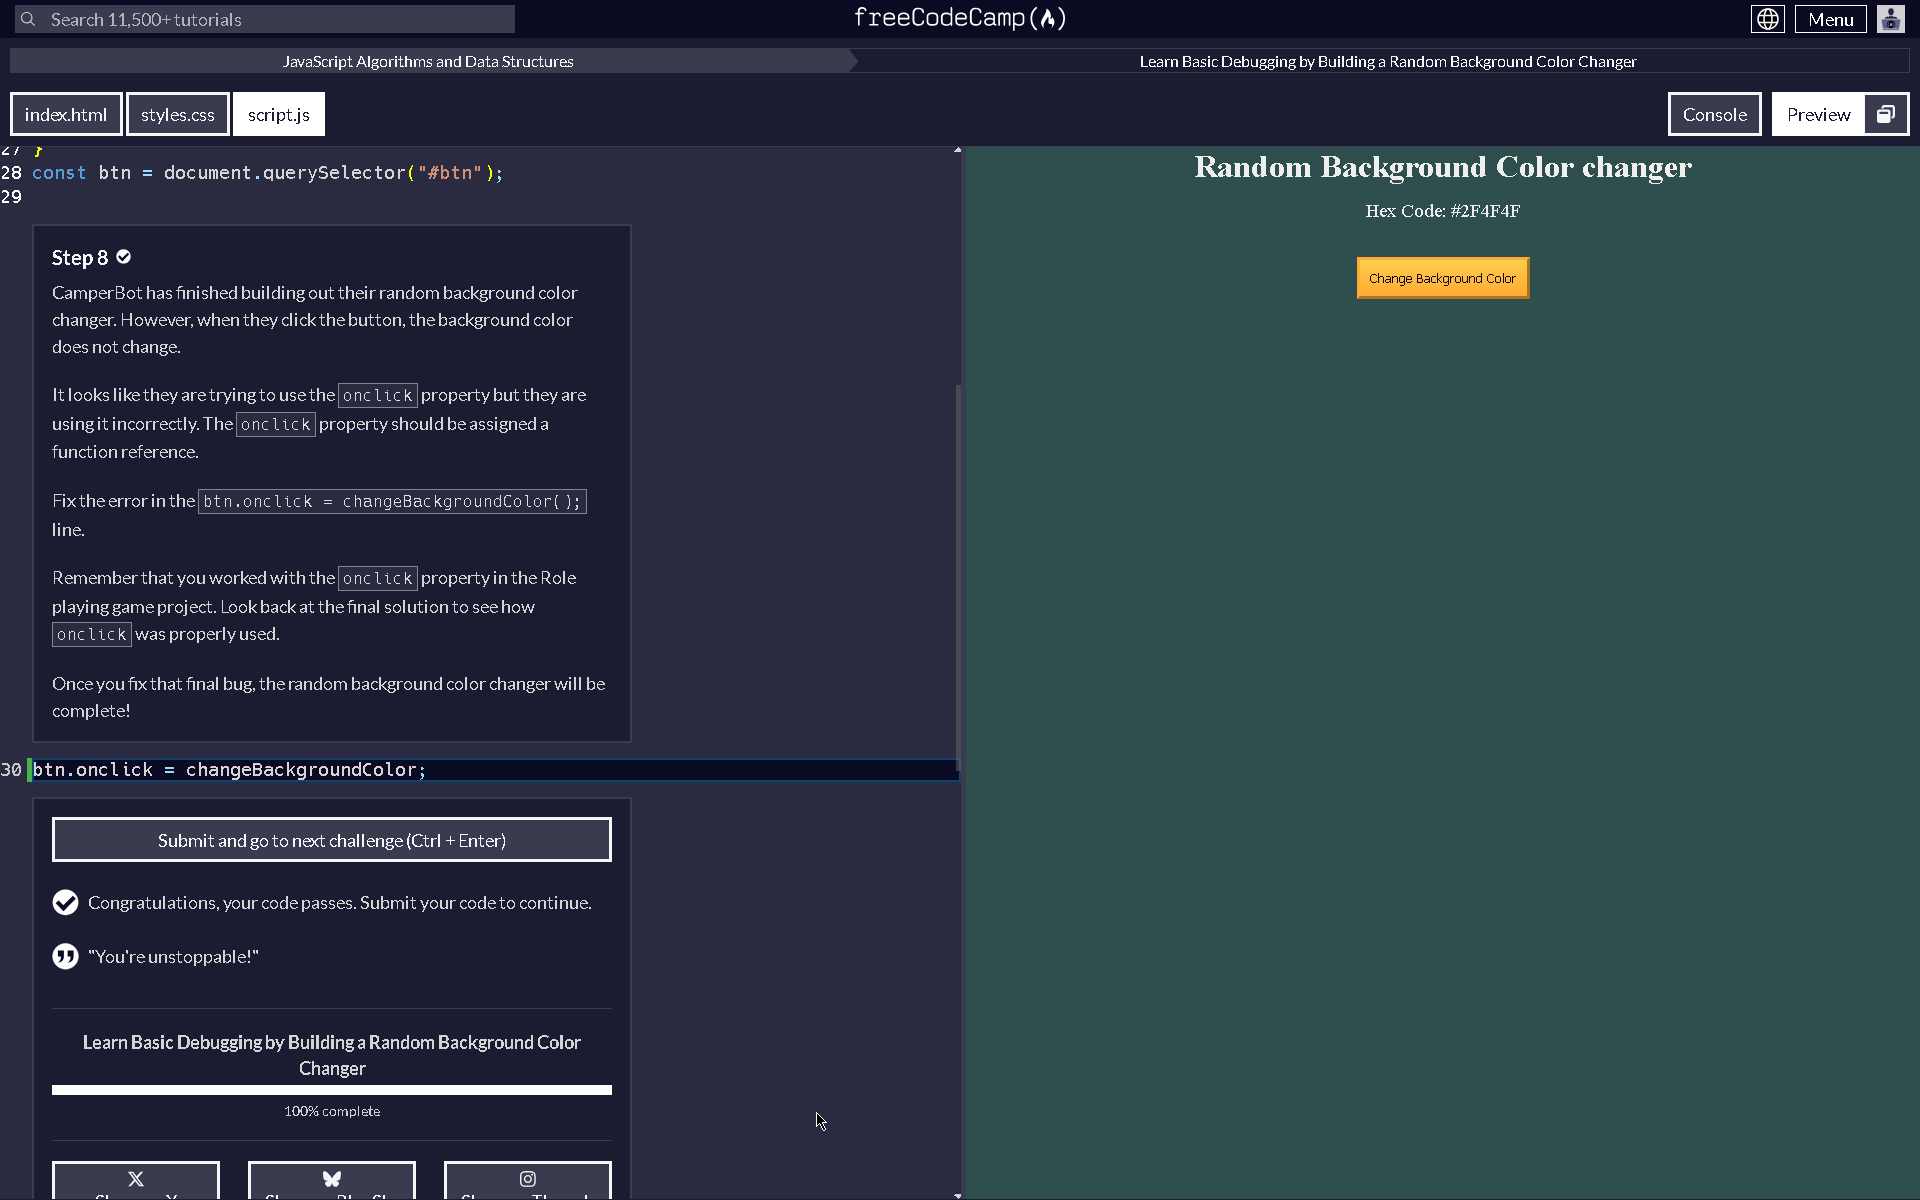 Search 11,500+ tutorials
freeCodeCamp
Menu
JavaScript Algorithms and Data Structures
Learn Basic Debugging by Building a Random Background Color Changer
index.html
styles.css
script.js
Console
Preview
27 }
28 const btn = document.querySelector("#btn");
29
Step 8
CamperBot has finished building out their random background color
changer. However, when they click the button, the background color
does not change.
It looks like they are trying to use the onclick property but they are
using it incorrectly. The onclick property should be assigned a
function reference.
Fix the error in the btn.onclick = changeBackgroundColor();
line.
Remember that you worked with the onclick property in the Role
playing game project. Look back at the final solution to see how
onclick was properly used.
Once you fix that final bug, the random background color changer will be
complete!
30 btn.onclick = changeBackgroundColor;
Submit and go to next challenge (Ctrl + Enter)
Congratulations, your code passes. Submit your code to continue.
"You're unstoppable!"
Learn Basic Debugging by Building a Random Background Color
Changer
100% complete
Random Background Color changer
Hex Code: #2F4F4F
Change Background Color